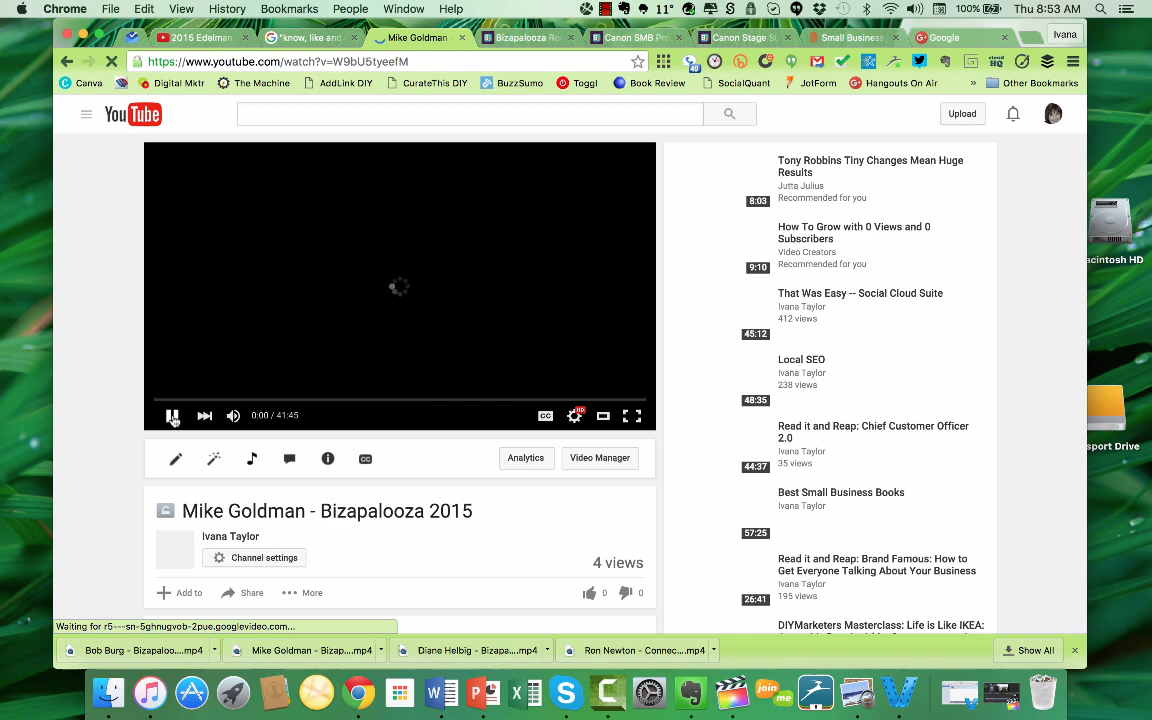 Chrome File Edit View History Bookmarks People Window Help 11° 100% Thu 8:53 AM
2015 Edelman "know, like and Mike Goldman - Bizapalooza Ro Canon SMB Pr Canon Stage Su Small Business Google Ivana
https://www.youtube.com/watch?v=W9bU5tyeefM
Canva Digital Mktr The Machine AddLink DIY CurateThis DIY BuzzSumo Toggl Book Review SocialQuant JotForm Hangouts On Air » Other Bookmarks
YouTube Upload
Tony Robbins Tiny Changes Mean Huge
Results
Jutta Julius
8:03 Recommended for you
How To Grow with 0 Views and 0
Subscribers
Video Creators
9:10 Recommended for you
That Was Easy -- Social Cloud Suite
Ivana Taylor
412 views
45:12
Local SEO
Ivana Taylor
238 views
48:35
Read it and Reap: Chief Customer Officer
2.0
Ivana Taylor
35 views
44:37
Best Small Business Books
Ivana Taylor
57:25
Read it and Reap: Brand Famous: How to
Get Everyone Talking About Your Business
Ivana Taylor
195 views
26:41
DIYMarketers Masterclass: Life is Like IKEA:
0:00 / 41:45 CC HD
CC Analytics Video Manager
Mike Goldman - Bizapalooza 2015
Ivana Taylor
Channel settings
4 views
Add to Share More 0 0
Waiting for r5---sn-5ghnugvob-2pue.googlevideo.com...
Bob Burg - Bizapaloo....mp4 Mike Goldman - Bizap....mp4 Diane Helbig - Bizapa....mp4 Ron Newton - Connec....mp4 Show All
acintosh HD
sport Drive
join
me